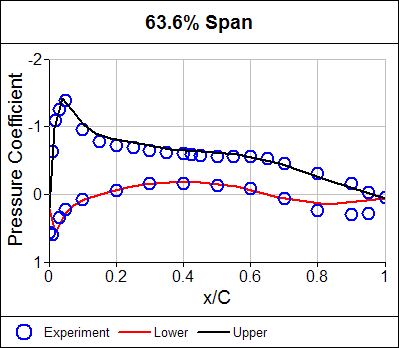 63.6% Span
Pressure Coefficient
-2
-1
0
1
0 0.2 0.4 0.6 0.8 1
x/C
Experiment Lower Upper